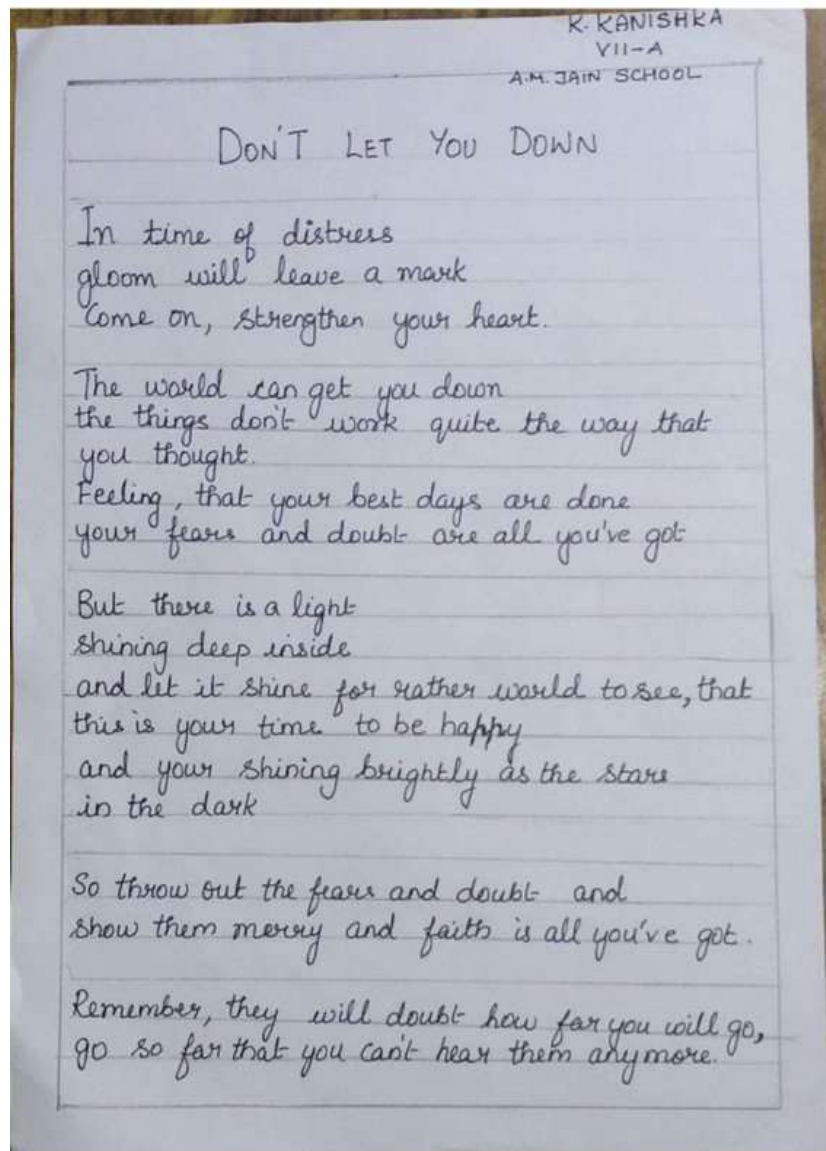 K. KANISHKA
VII-A
A.M. JAIN SCHOOL
DON'T LET YOU DOWN
In time of distress
gloom will leave a mark
Come on, strengthen your heart.
The world can get you down
the things don't work quite the way that
you thought.
Feeling, that your best days are done
your fears and doubt are all you've got
But there is a light
shining deep inside
and let it shine for rather world to see, that
this is your time to be happy
and your shining brightly as the stars
in the dark
So throw out the fears and doubt and
show them merry and faith is all you've got.
Remember, they will doubt how far you will go,
go so far that you can't hear them anymore.